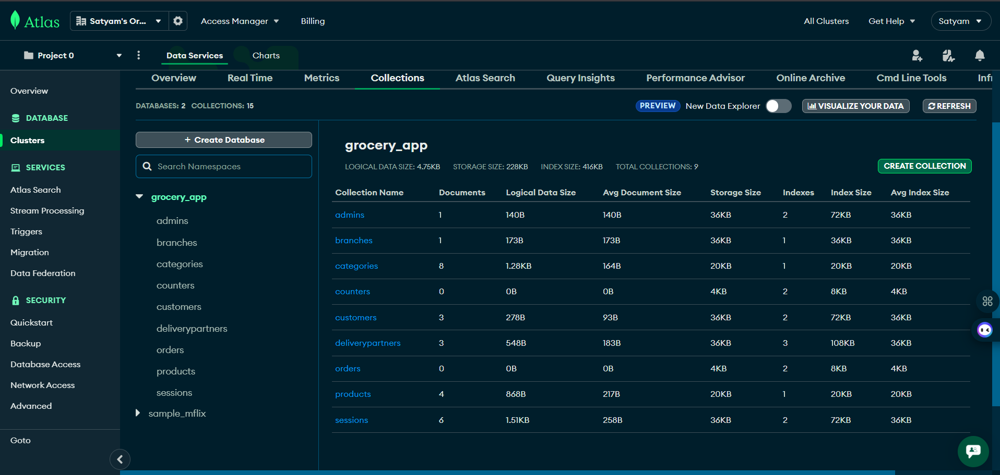 Atlas
Satyam's Or...
Access Manager
Billing
All Clusters
Get Help
Satyam
Project 0
Data Services
Charts
Overview
Real Time
Metrics
Collections
Atlas Search
Query Insights
Performance Advisor
Online Archive
Cmd Line Tools
Overview
DATABASE
Clusters
SERVICES
Atlas Search
Stream Processing
Triggers
Migration
Data Federation
SECURITY
Quickstart
Backup
Database Access
Network Access
Advanced
Goto
DATABASES: 2 COLLECTIONS: 15
PREVIEW New Data Explorer
VISUALIZE YOUR DATA
REFRESH
+ Create Database
Search Namespaces
grocery_app
admins
branches
categories
counters
customers
deliverypartners
orders
products
sessions
sample_mflix
grocery_app
LOGICAL DATA SIZE: 4.75KB STORAGE SIZE: 228KB INDEX SIZE: 416KB TOTAL COLLECTIONS: 9
CREATE COLLECTION
Collection Name Documents Logical Data Size Avg Document Size Storage Size Indexes Index Size Avg Index Size
admins 1 140B 140B 36KB 2 72KB 36KB
branches 1 173B 173B 36KB 1 36KB 36KB
categories 8 1.28KB 164B 20KB 1 20KB 20KB
counters 0 0B 0B 4KB 2 8KB 4KB
customers 3 278B 93B 36KB 2 72KB 36KB
deliverypartners 3 548B 183B 36KB 3 108KB 36KB
orders 0 0B 0B 4KB 2 8KB 4KB
products 4 868B 217B 20KB 1 20KB 20KB
sessions 6 1.51KB 258B 36KB 2 72KB 36KB